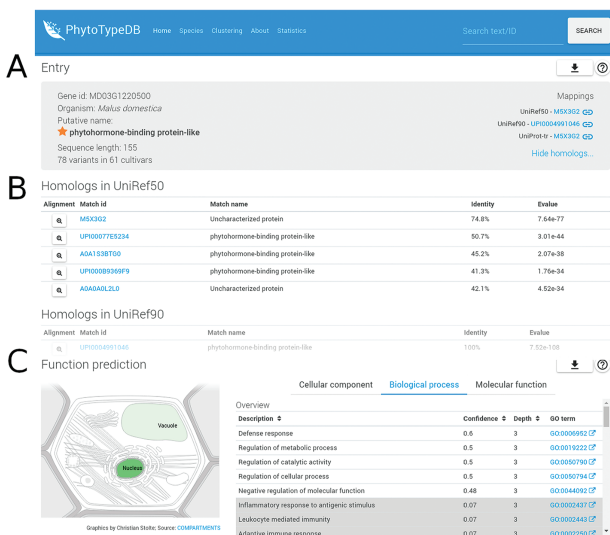 PhytoTypeDB Home Species Clustering About Statistics Search text/ID SEARCH
A Entry
Gene id: MD03G1220500
Organism: Malus domestica
Putative name:
phytohormone-binding protein-like
Sequence length: 155
78 variants in 61 cultivars
Mappings
UniRef50 - M5X3G2
UniRef90 - UPI0004991046
UniProt-tr - M5X3G2
Hide homologs...
B Homologs in UniRef50
Alignment Match id Match name Identity Evalue
M5X3G2 Uncharacterized protein 74.8% 7.64e-77
UPI00077E5234 phytohormone-binding protein-like 50.7% 3.01e-44
A0A1S3BTG0 phytohormone-binding protein-like 45.2% 2.07e-38
UPI000B9369F9 phytohormone-binding protein-like 41.3% 1.76e-34
A0A0A0L2L0 Uncharacterized protein 42.1% 4.52e-34
Homologs in UniRef90
Alignment Match id Match name Identity Evalue
UPI0004991046 phytohormone-binding protein-like 100% 7.52e-108
C Function prediction
Vacuole
Nucleus
Graphics by Christian Stolte; Source: COMPARTMENTS
Cellular component Biological process Molecular function
Overview
Description Confidence Depth GO term
Defense response 0.6 3 GO:0006952
Regulation of metabolic process 0.5 3 GO:0019222
Regulation of catalytic activity 0.5 3 GO:0050790
Regulation of cellular process 0.5 3 GO:0050794
Negative regulation of molecular function 0.48 3 GO:0044092
Inflammatory response to antigenic stimulus 0.07 3 GO:0002437
Leukocyte mediated immunity 0.07 3 GO:0002443
Adaptive immune response 0.07 3 GO:0002250